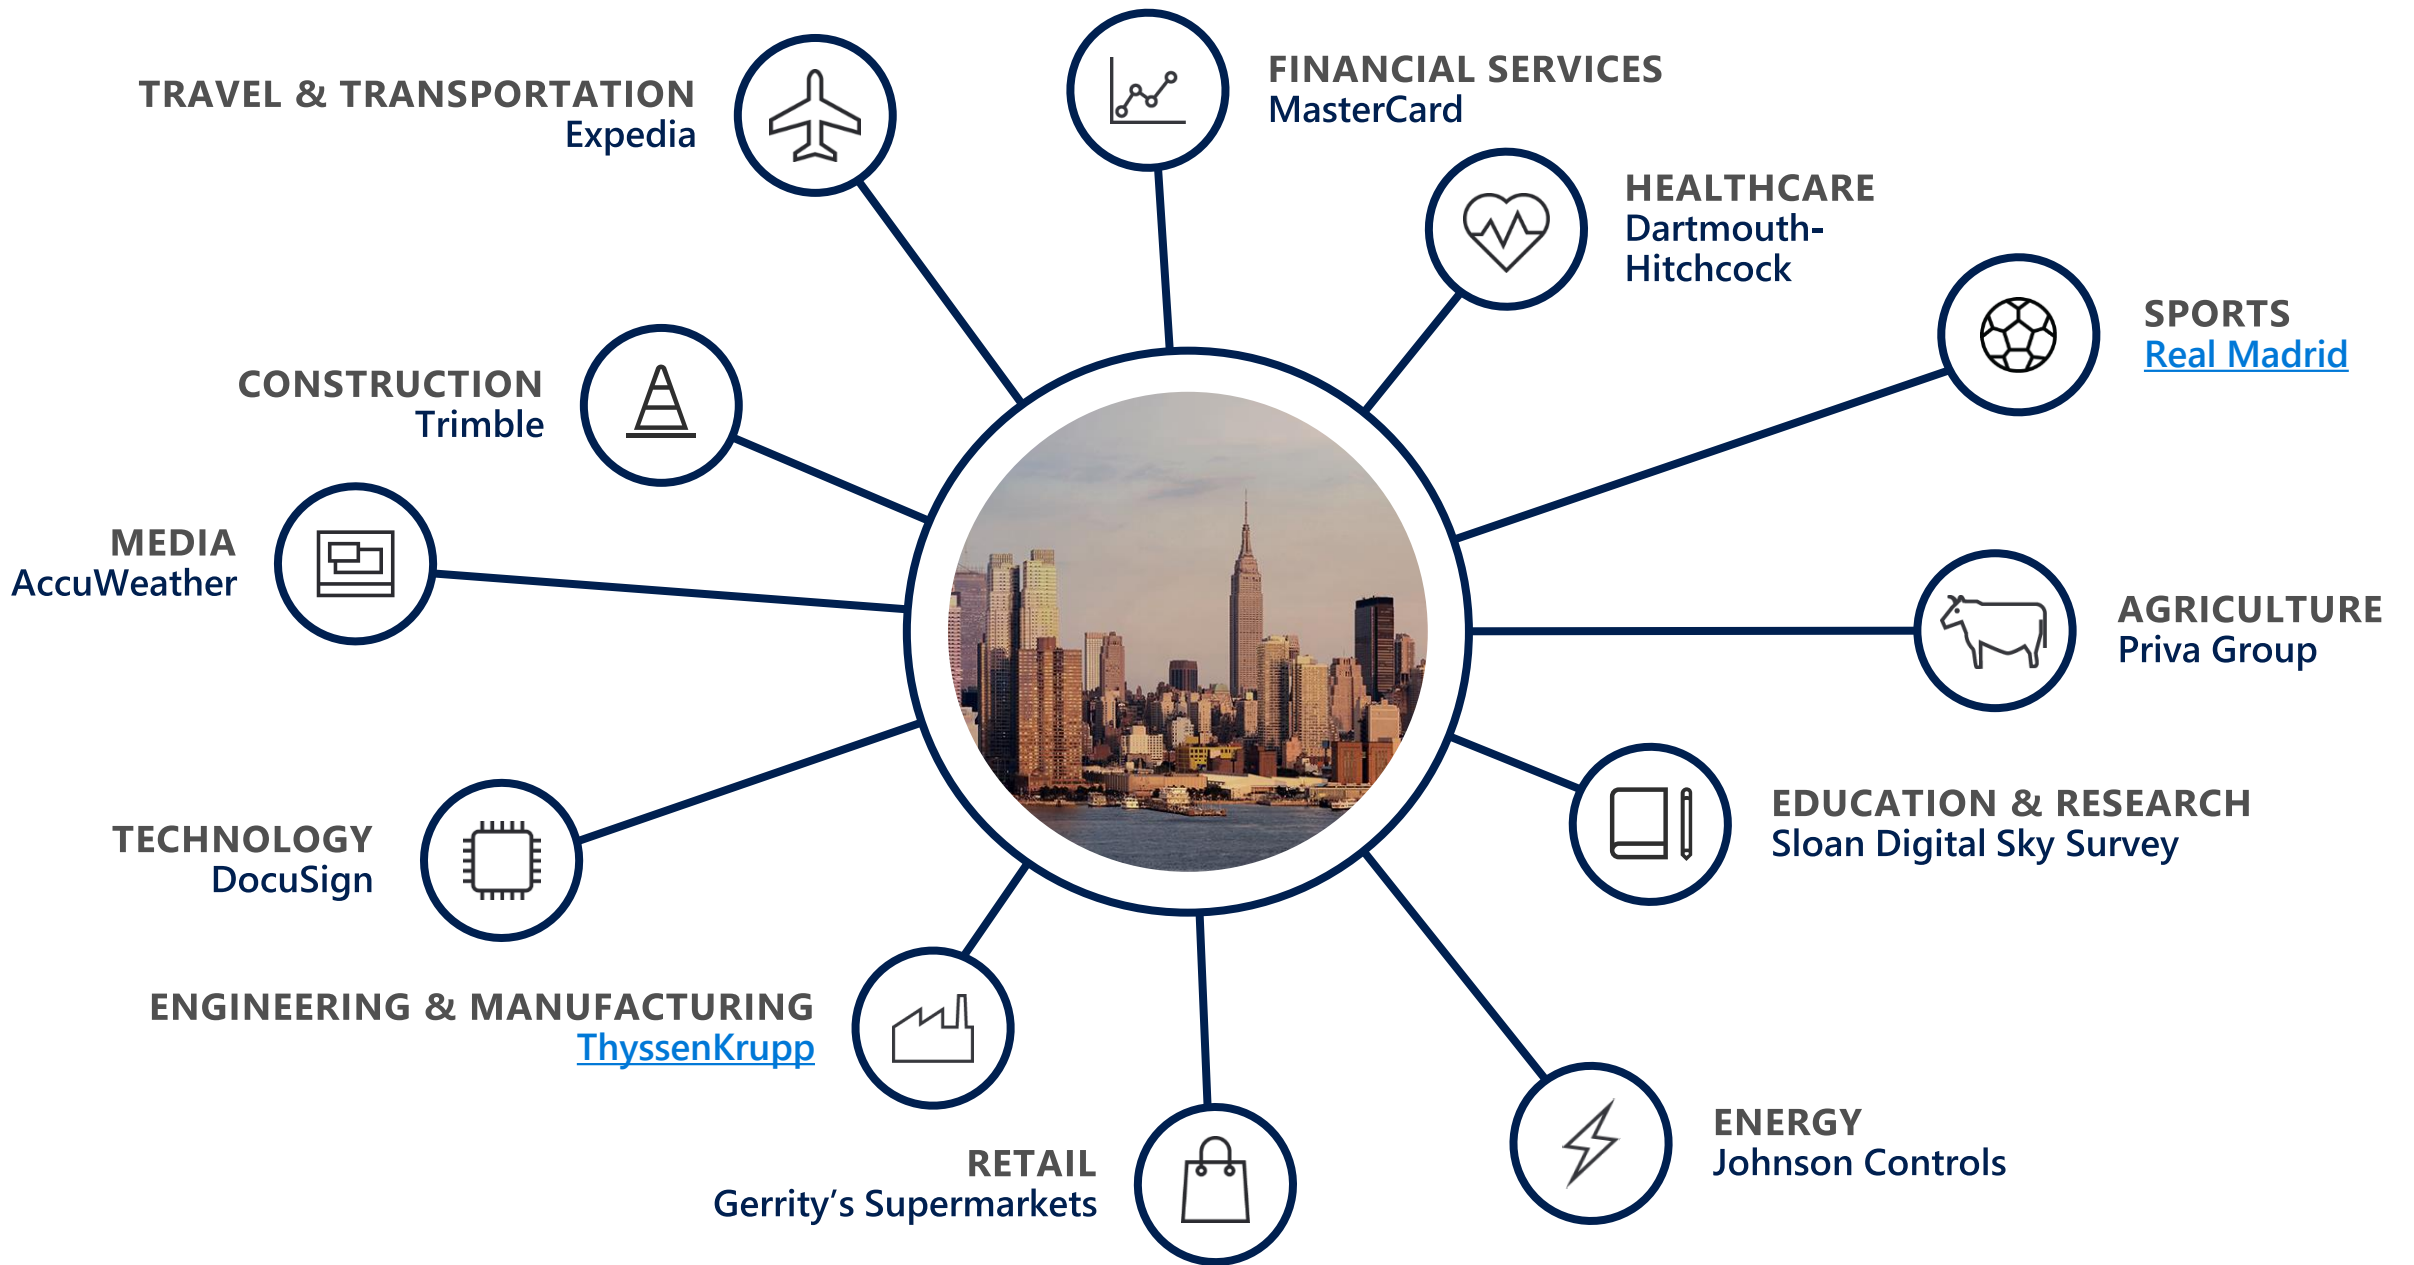 TRAVEL & TRANSPORTATION
Expedia
FINANCIAL SERVICES
MasterCard
HEALTHCARE
Dartmouth-
Hitchcock
SPORTS
Real Madrid
CONSTRUCTION
Trimble
MEDIA
AccuWeather
AGRICULTURE
Priva Group
TECHNOLOGY
DocuSign
EDUCATION & RESEARCH
Sloan Digital Sky Survey
ENGINEERING & MANUFACTURING
ThyssenKrupp
RETAIL
Gerrity’s Supermarkets
ENERGY
Johnson Controls